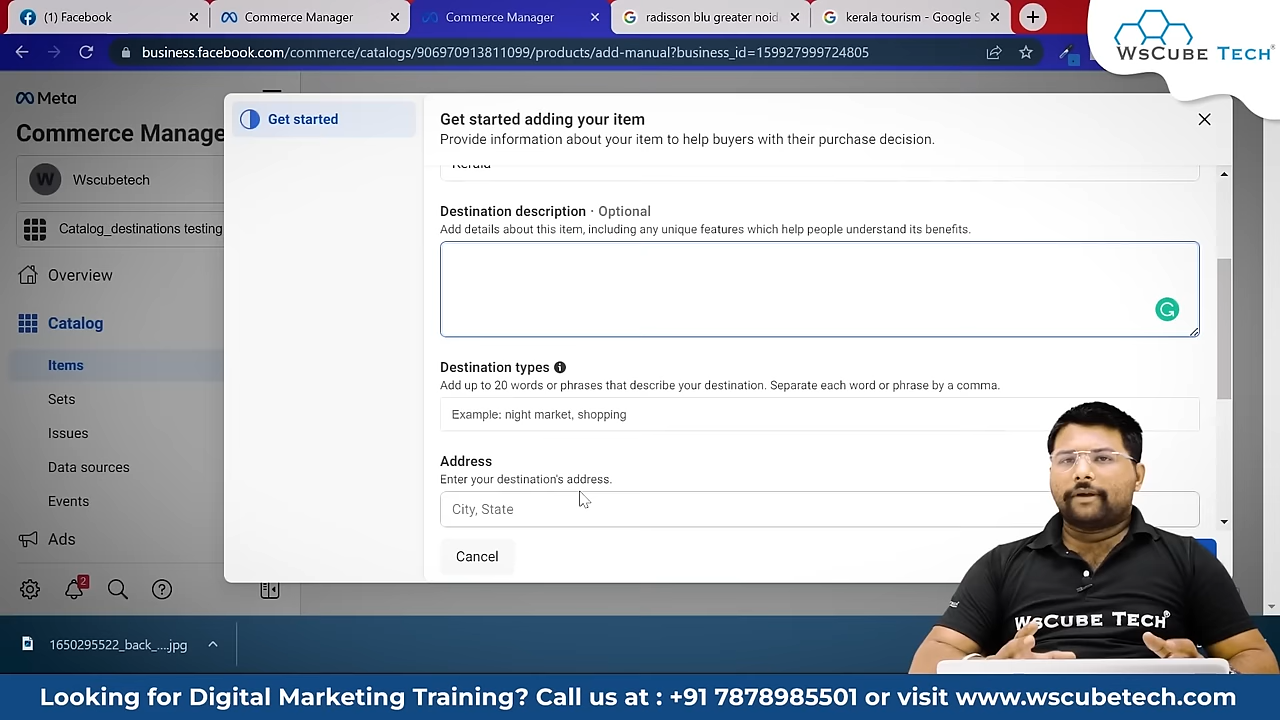 (1) Facebook
Commerce Manager
Commerce Manager
radisson blu greater noid
kerala tourism - Google S
business.facebook.com/commerce/catalogs/906970913811099/products/add-manual?business_id=159927999724805
WSCUBE TECH®
Meta
Commerce Manage
W
Wscubetech
Catalog_destinations testing
Overview
Catalog
Items
Sets
Issues
Data sources
Events
Ads
2
Get started
Get started adding your item
Provide information about your item to help buyers with their purchase decision.
Kerala
Destination description · Optional
Add details about this item, including any unique features which help people understand its benefits.
Destination types
Add up to 20 words or phrases that describe your destination. Separate each word or phrase by a comma.
Example: night market, shopping
Address
Enter your destination's address.
City, State
Cancel
WSCUBE TECH®
1650295522_back_....jpg
Looking for Digital Marketing Training? Call us at : +91 7878985501 or visit www.wscubetech.com